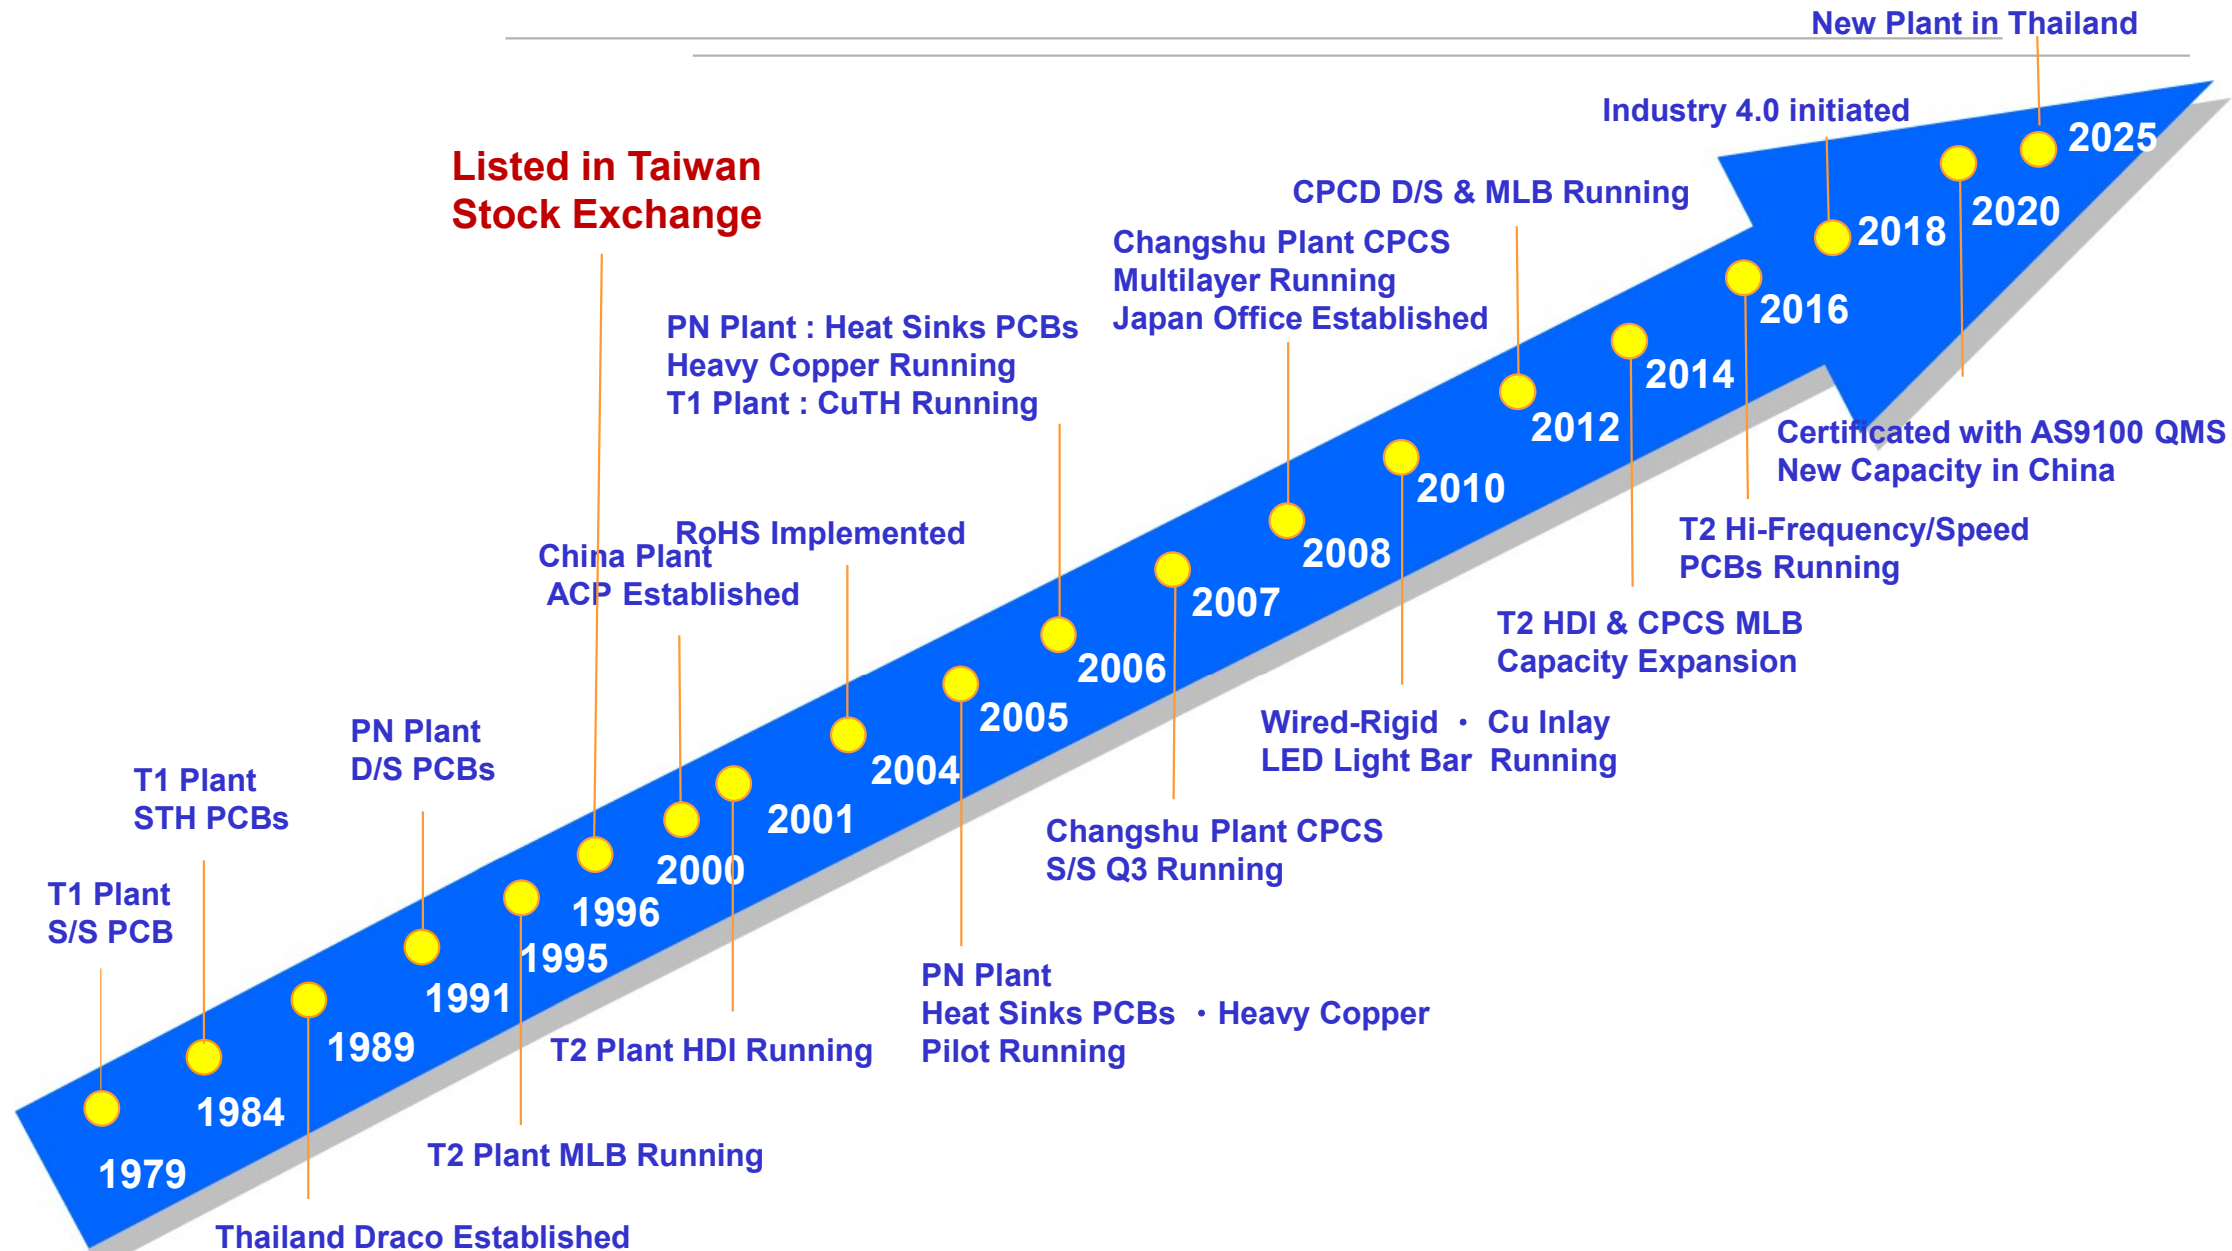 New Plant in Thailand
Industry 4.0 initiated
2025
Listed in Taiwan
Stock Exchange
CPCD D/S & MLB Running
2020
2018
Changshu Plant CPCS
Multilayer Running
Japan Office Established
2016
PN Plant : Heat Sinks PCBs
Heavy Copper Running
T1 Plant : CuTH Running
2014
2012
Certificated with AS9100 QMS
New Capacity in China
2010
T2 Hi-Frequency/Speed
PCBs Running
RoHS Implemented
China Plant
ACP Established
2008
2007
T2 HDI & CPCS MLB
Capacity Expansion
2006
2005
Wired-Rigid ・ Cu Inlay
LED Light Bar Running
PN Plant
D/S PCBs
2004
T1 Plant
STH PCBs
2001
Changshu Plant CPCS
S/S Q3 Running
2000
T1 Plant
S/S PCB
1996
1995
1991
PN Plant
Heat Sinks PCBs ・Heavy Copper
Pilot Running
1989
T2 Plant HDI Running
1984
T2 Plant MLB Running
1979
Thailand Draco Established